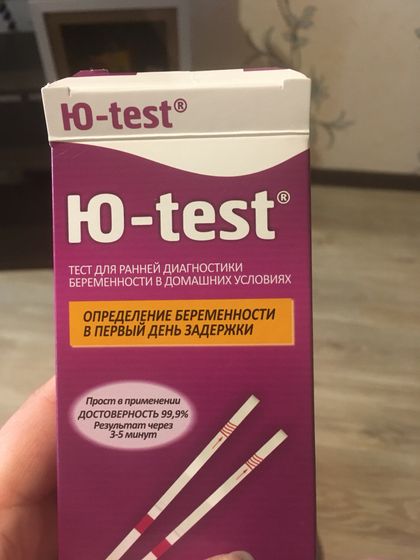 Ю-test®
Ю-test®
ТЕСТ ДЛЯ РАННЕЙ ДИАГНОСТИКИ
БЕРЕМЕННОСТИ В ДОМАШНИХ УСЛОВИЯХ
ОПРЕДЕЛЕНИЕ БЕРЕМЕННОСТИ
В ПЕРВЫЙ ДЕНЬ ЗАДЕРЖКИ
Прост в применении
ДОСТОВЕРНОСТЬ 99,9%
Результат через
3-5 минут